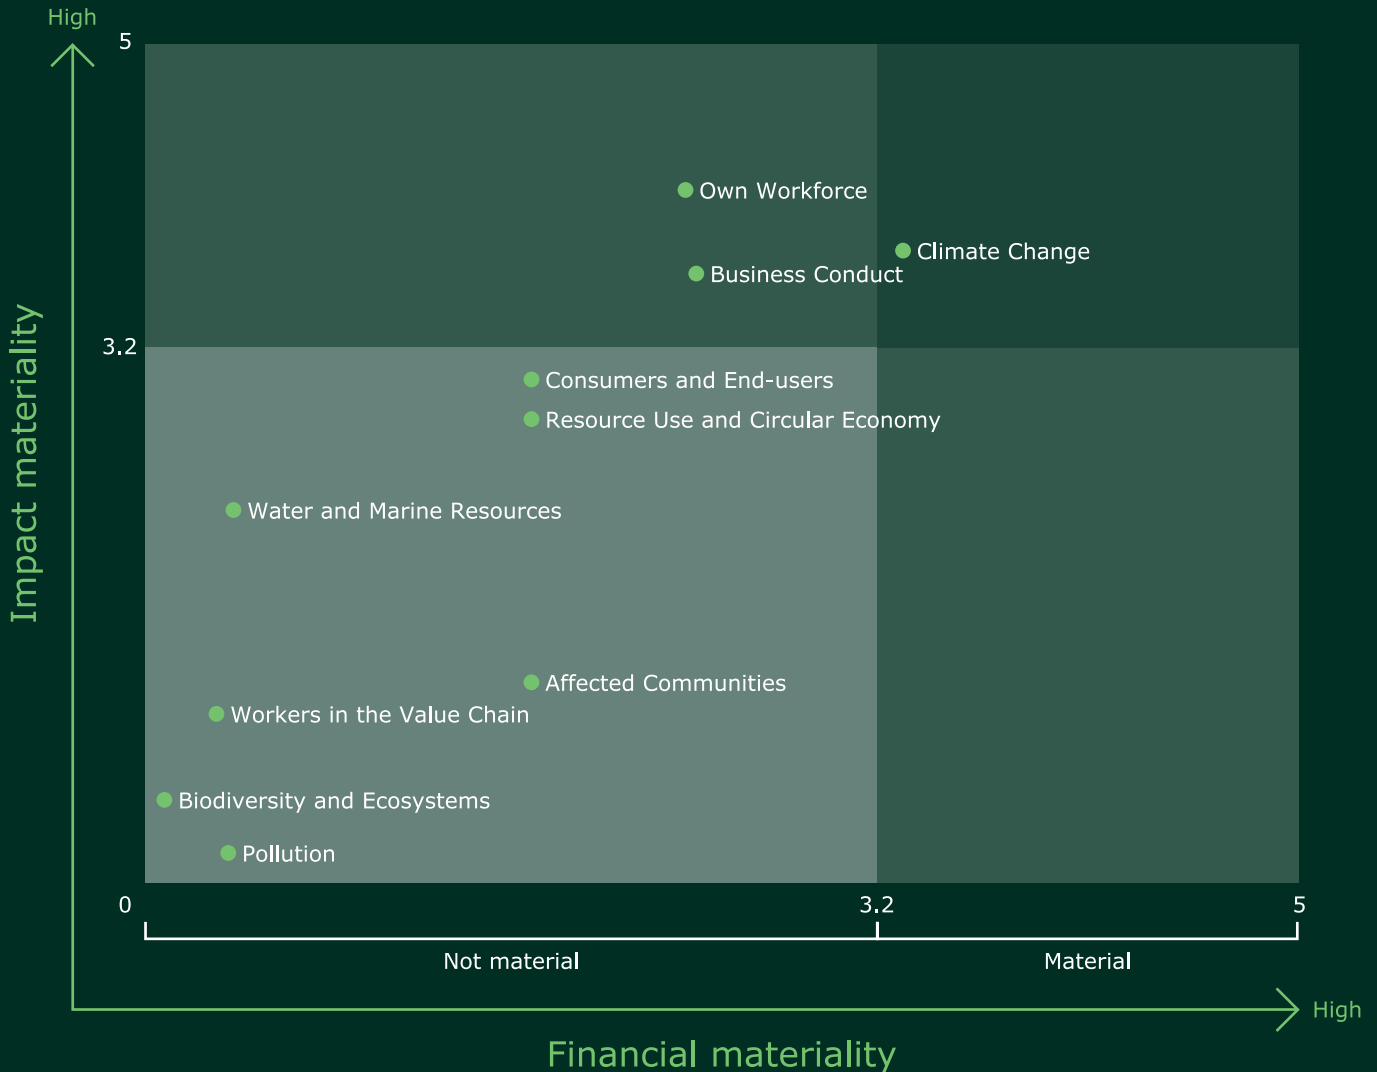 High
5
Own Workforce
Climate Change
Business Conduct
Impact materiality
3.2
Consumers and End-users
Resource Use and Circular Economy
Water and Marine Resources
Affected Communities
Workers in the Value Chain
Biodiversity and Ecosystems
Pollution
0
3.2
5
Not material
Material
High
Financial materiality